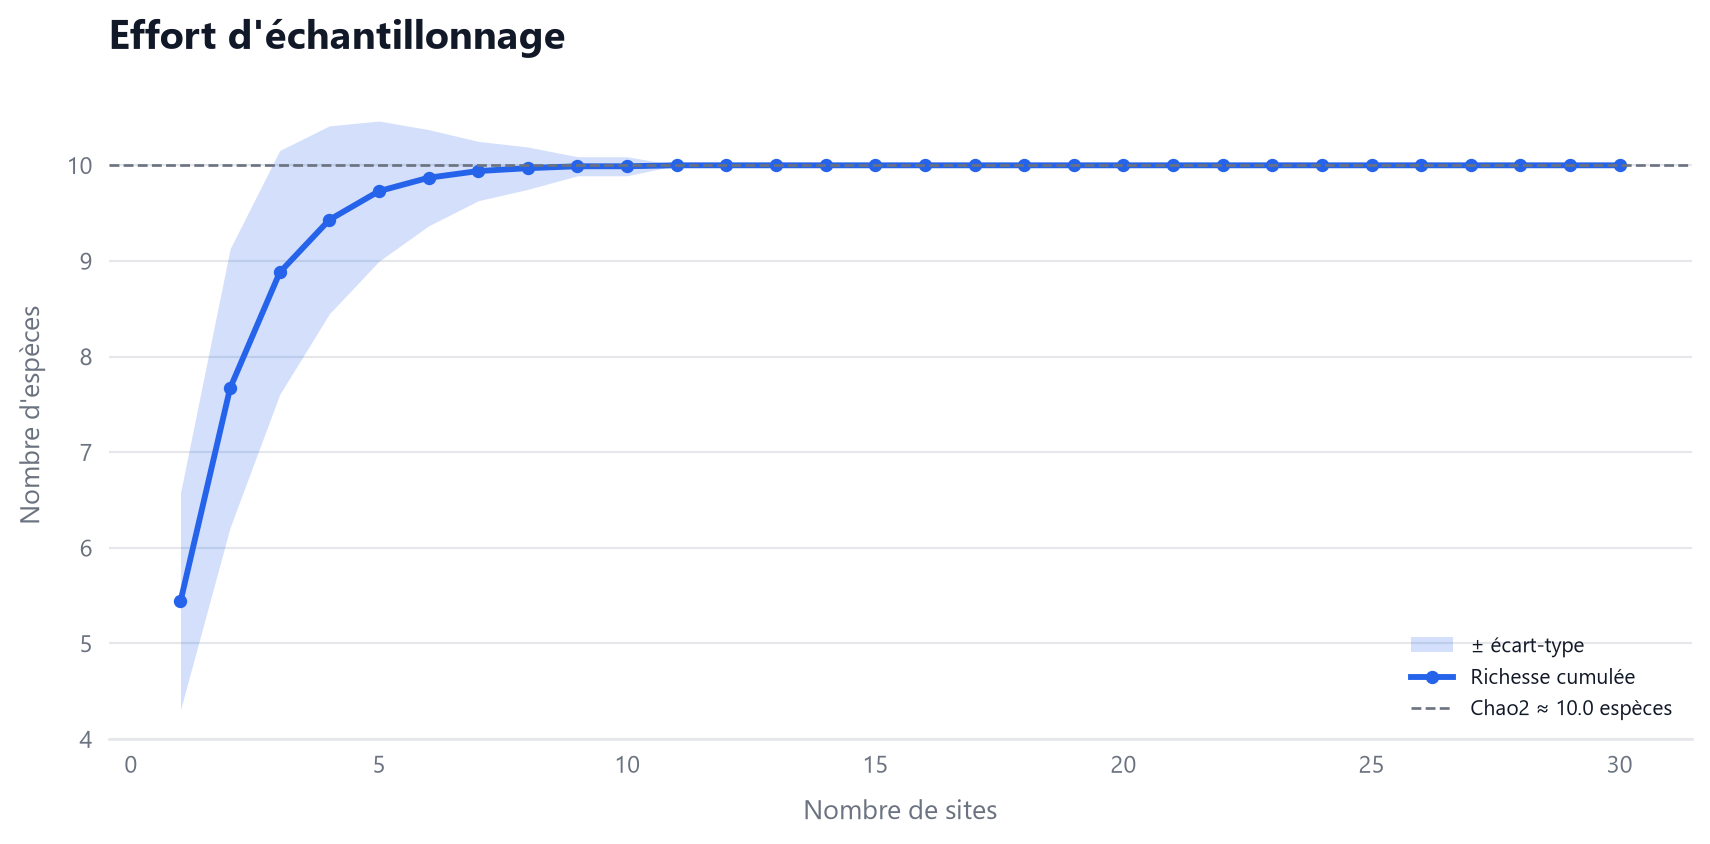 Effort d'échantillonnage
10
9
8
7
6
5
4
Nombre d'espèces
± écart-type
Richesse cumulée
Chao2 ≈ 10.0 espèces
0 5 10 15 20 25 30
Nombre de sites